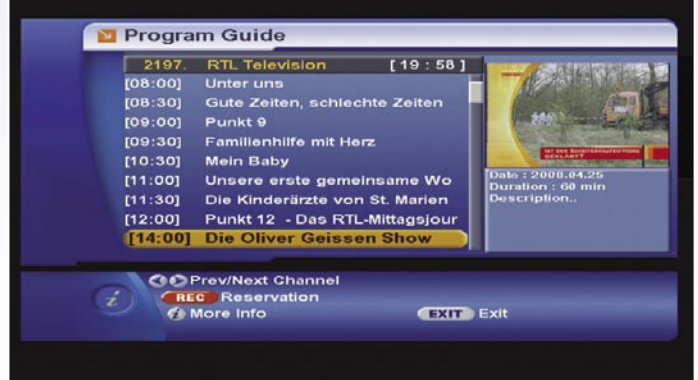 Program Guide
2197. RTL Television [ 19 : 58 ]
[08:00] Unter uns
[08:30] Gute Zeiten, schlechte Zeiten
[09:00] Punkt 9
[09:30] Familienhilfe mit Herz
[10:30] Mein Baby
[11:00] Unsere erste gemeinsame Wo
[11:30] Die Kinderärzte von St. Marien
[12:00] Punkt 12 - Das RTL-Mittagsjour
[14:00] Die Oliver Geissen Show
IST DER
GEKLÄRT?
Date : 2008.04.25
Duration : 60 min
Description..
Prev/Next Channel
REC Reservation
i More Info
EXIT Exit
i